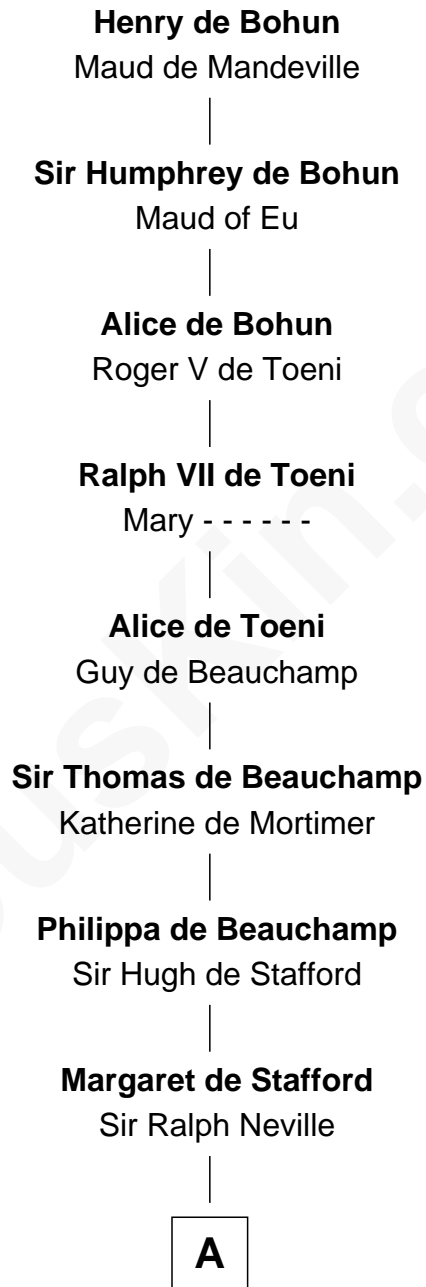 Henry de Bohun
Maud de Mandeville
Sir Humphrey de Bohun
Maud of Eu
Alice de Bohun
Roger V de Toeni
Ralph VII de Toeni
Mary - - - - - -
Alice de Toeni
Guy de Beauchamp
Sir Thomas de Beauchamp
Katherine de Mortimer
Philippa de Beauchamp
Sir Hugh de Stafford
Margaret de Stafford
Sir Ralph Neville
A